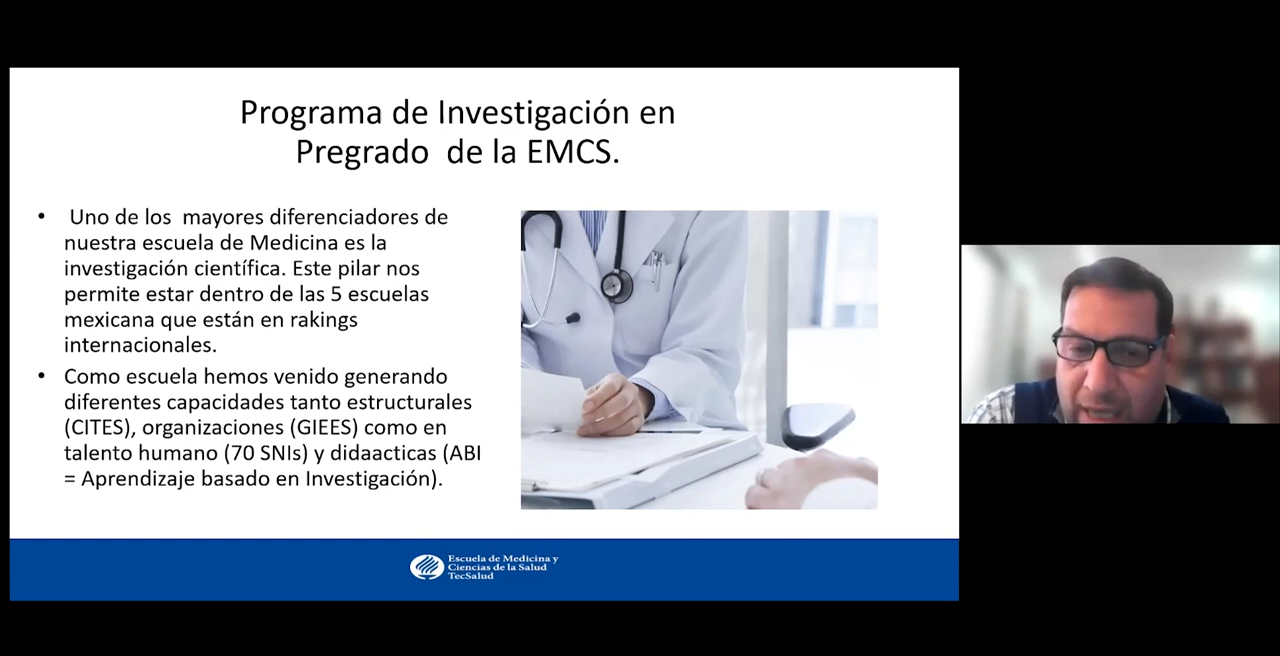 Programa de Investigación en
Pregrado de la EMCS.
• Uno de los mayores diferenciadores de
nuestra escuela de Medicina es la
investigación científica. Este pilar nos
permite estar dentro de las 5 escuelas
mexicana que están en rakings
internacionales.
• Como escuela hemos venido generando
diferentes capacidades tanto estructurales
(CITES), organizaciones (GIEES) como en
talento humano (70 SNIs) y didaacticas (ABI
= Aprendizaje basado en Investigación).
Escuela de Medicina y
Ciencias de la Salud
TecSalud